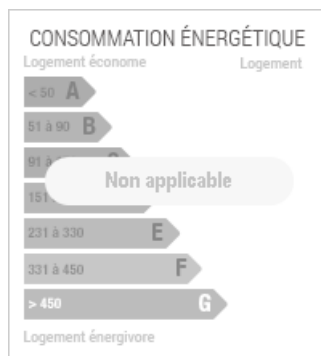 CONSOMMATION ÉNERGÉTIQUE
Logement économe Logement
< 50 A
51 à 90 B
91 à
Non applicable
151
231 à 330 E
331 à 450 F
> 450 G
Logement énergivore